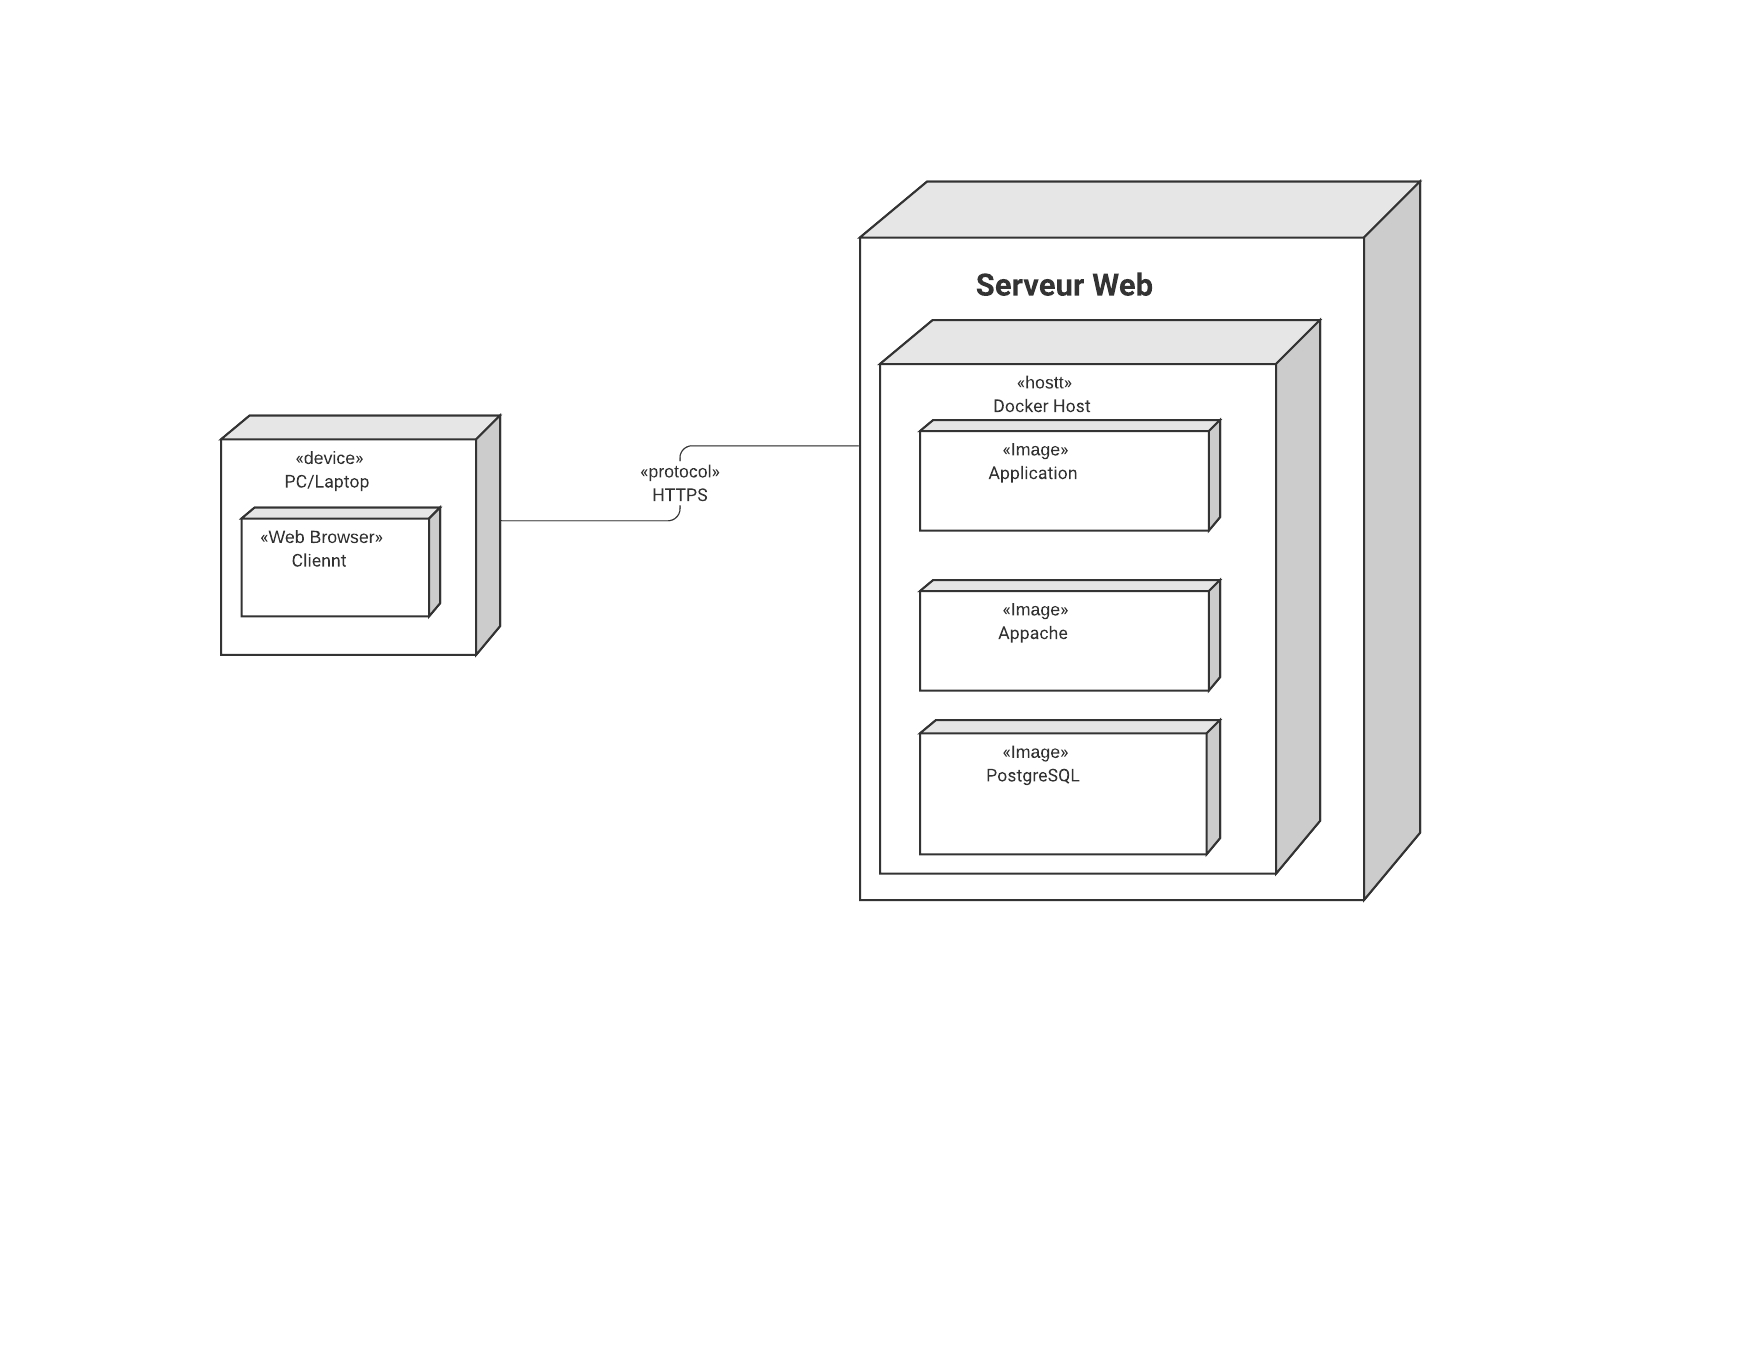 «device»
PC/Laptop
«Web Browser»
Cliennt
«protocol»
HTTPS
Serveur Web
«hostt»
Docker Host
«Image»
Application
«Image»
Appache
«Image»
PostgreSQL